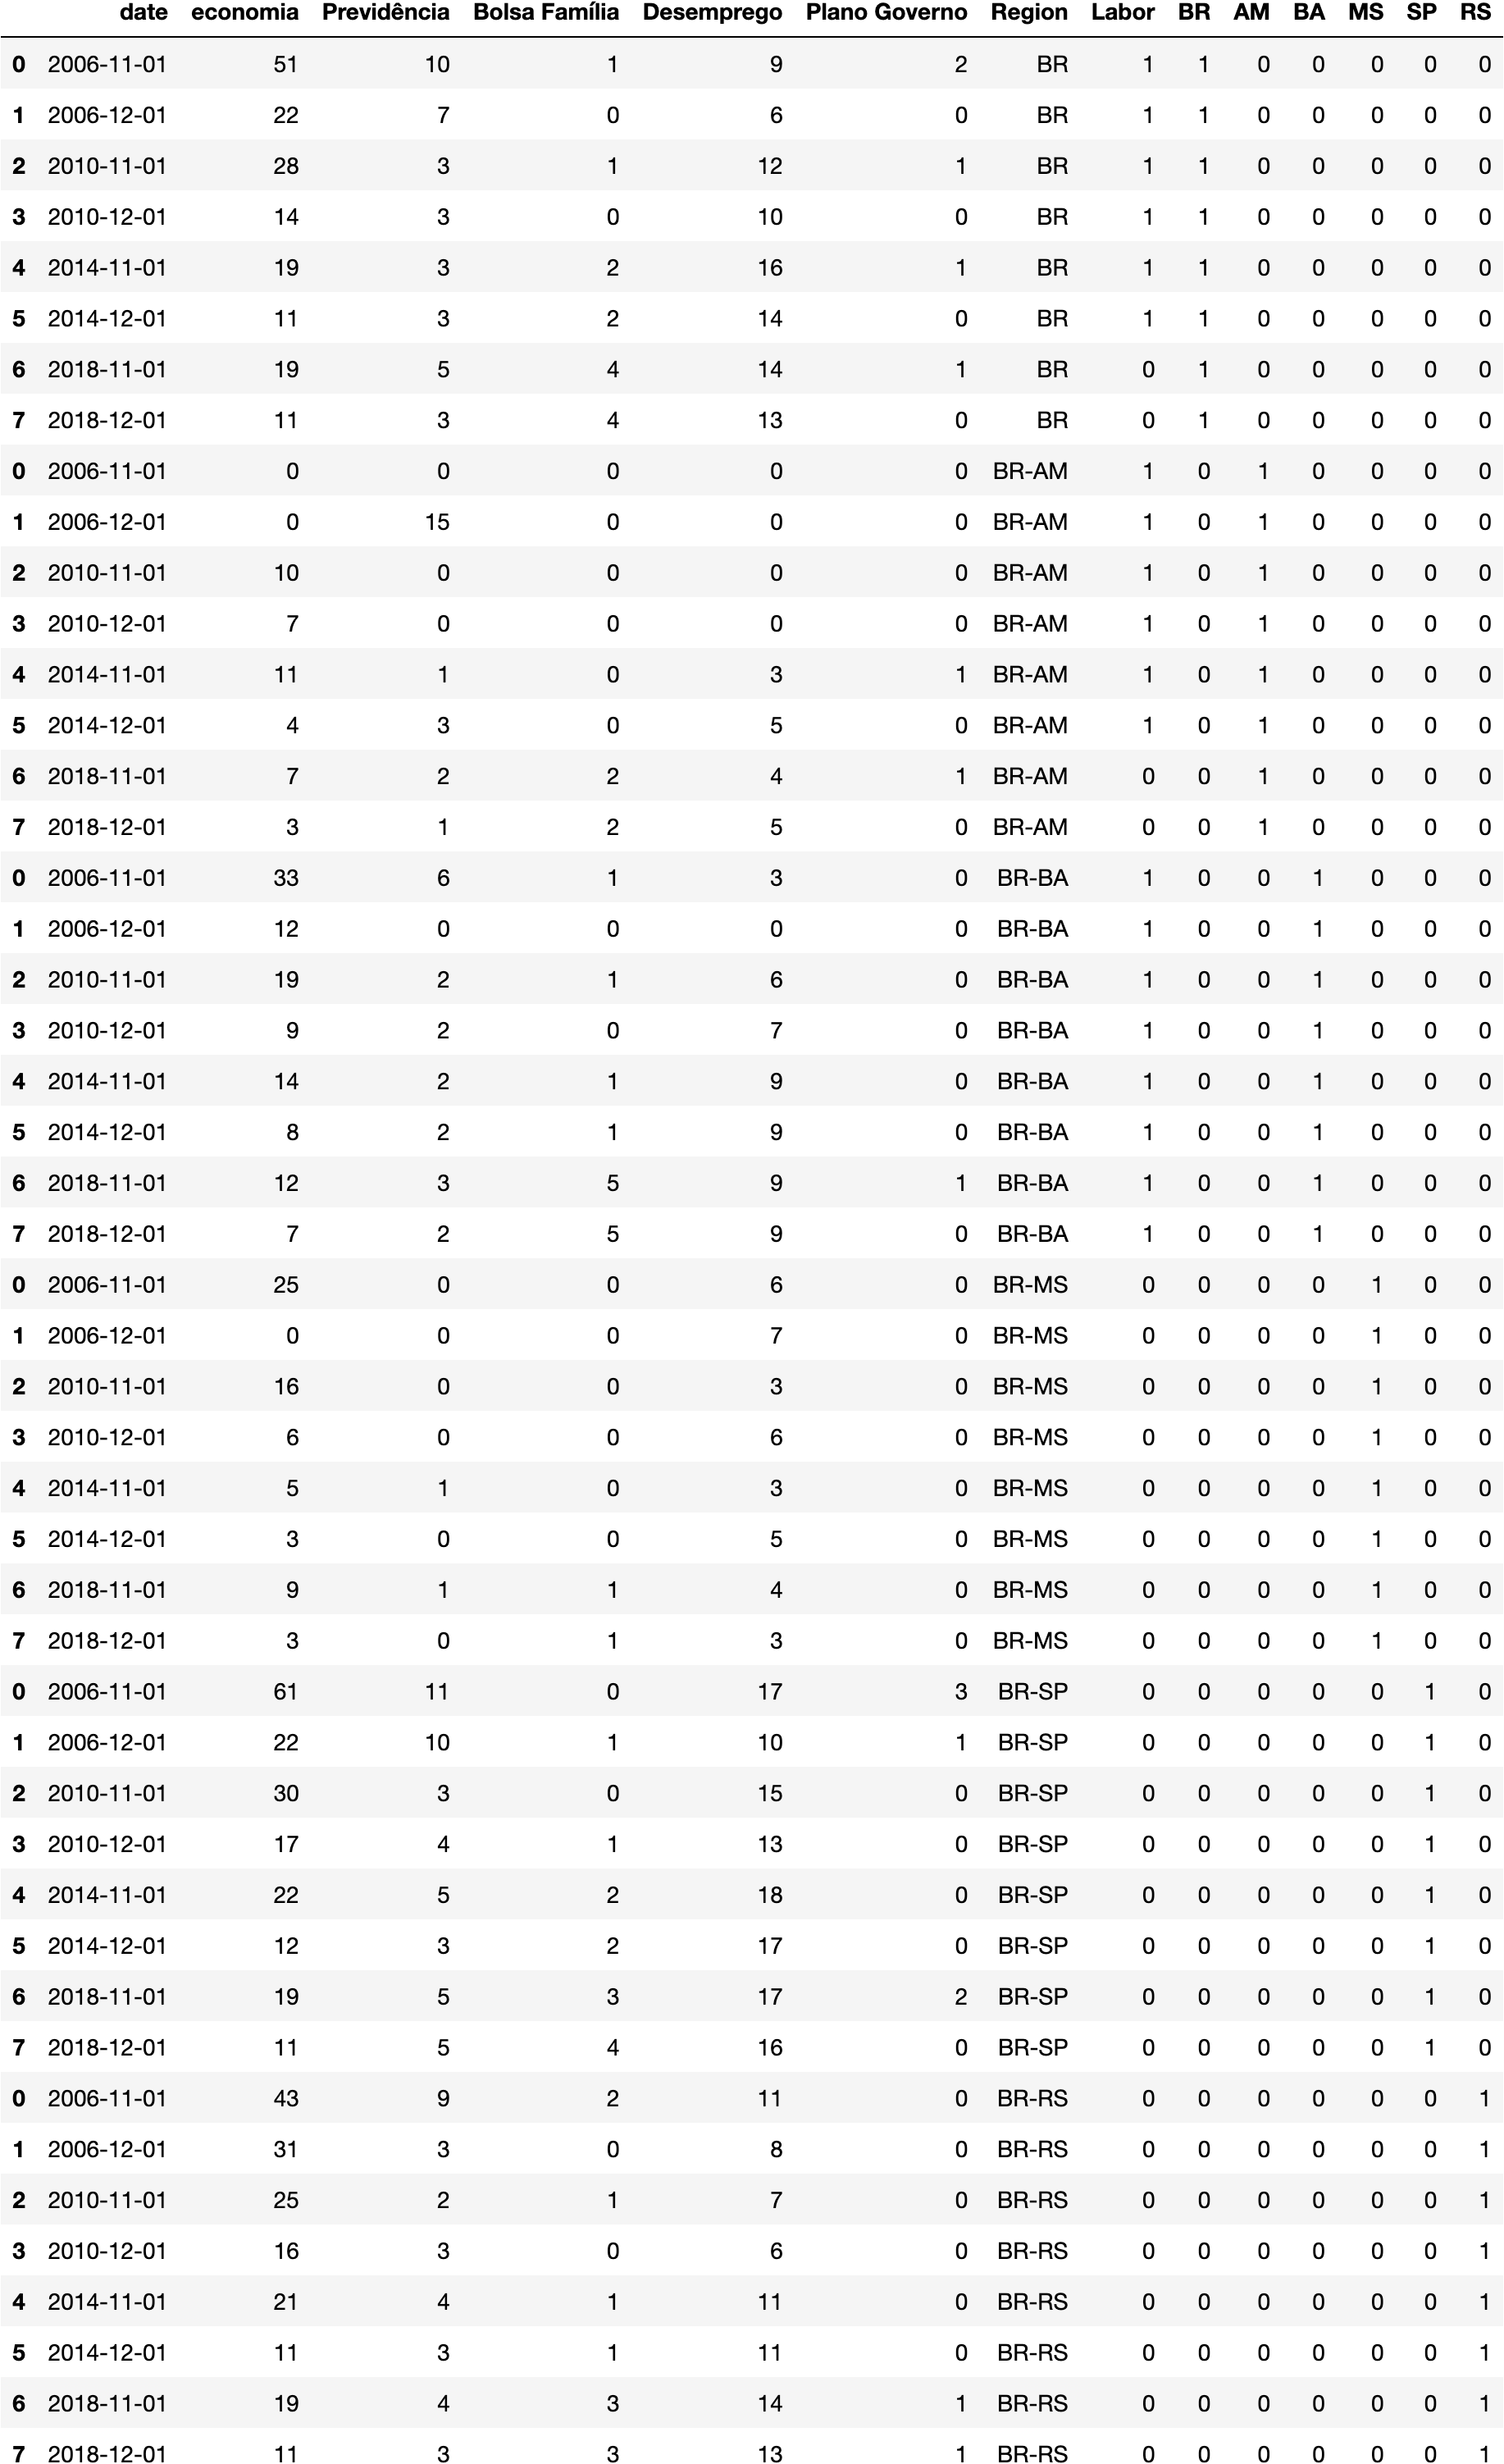 date economia Previdência Bolsa Família Desemprego Plano Governo Region Labor BR AM BA MS SP RS
0 2006-11-01 51 10 1 9 2 BR 1 1 0 0 0 0 0
1 2006-12-01 22 7 0 6 0 BR 1 1 0 0 0 0 0
2 2010-11-01 28 3 1 12 1 BR 1 1 0 0 0 0 0
3 2010-12-01 14 3 0 10 0 BR 1 1 0 0 0 0 0
4 2014-11-01 19 3 2 16 1 BR 1 1 0 0 0 0 0
5 2014-12-01 11 3 2 14 0 BR 1 1 0 0 0 0 0
6 2018-11-01 19 5 4 14 1 BR 0 1 0 0 0 0 0
7 2018-12-01 11 3 4 13 0 BR 0 1 0 0 0 0 0
0 2006-11-01 0 0 0 0 0 BR-AM 1 0 1 0 0 0 0
1 2006-12-01 0 15 0 0 0 BR-AM 1 0 1 0 0 0 0
2 2010-11-01 10 0 0 0 0 BR-AM 1 0 1 0 0 0 0
3 2010-12-01 7 0 0 0 0 BR-AM 1 0 1 0 0 0 0
4 2014-11-01 11 1 0 3 1 BR-AM 1 0 1 0 0 0 0
5 2014-12-01 4 3 0 5 0 BR-AM 1 0 1 0 0 0 0
6 2018-11-01 7 2 2 4 1 BR-AM 0 0 1 0 0 0 0
7 2018-12-01 3 1 2 5 0 BR-AM 0 0 1 0 0 0 0
0 2006-11-01 33 6 1 3 0 BR-BA 1 0 0 1 0 0 0
1 2006-12-01 12 0 0 0 0 BR-BA 1 0 0 1 0 0 0
2 2010-11-01 19 2 1 6 0 BR-BA 1 0 0 1 0 0 0
3 2010-12-01 9 2 0 7 0 BR-BA 1 0 0 1 0 0 0
4 2014-11-01 14 2 1 9 0 BR-BA 1 0 0 1 0 0 0
5 2014-12-01 8 2 1 9 0 BR-BA 1 0 0 1 0 0 0
6 2018-11-01 12 3 5 9 1 BR-BA 1 0 0 1 0 0 0
7 2018-12-01 7 2 5 9 0 BR-BA 1 0 0 1 0 0 0
0 2006-11-01 25 0 0 6 0 BR-MS 0 0 0 0 1 0 0
1 2006-12-01 0 0 0 7 0 BR-MS 0 0 0 0 1 0 0
2 2010-11-01 16 0 0 3 0 BR-MS 0 0 0 0 1 0 0
3 2010-12-01 6 0 0 6 0 BR-MS 0 0 0 0 1 0 0
4 2014-11-01 5 1 0 3 0 BR-MS 0 0 0 0 1 0 0
5 2014-12-01 3 0 0 5 0 BR-MS 0 0 0 0 1 0 0
6 2018-11-01 9 1 1 4 0 BR-MS 0 0 0 0 1 0 0
7 2018-12-01 3 0 1 3 0 BR-MS 0 0 0 0 1 0 0
0 2006-11-01 61 11 0 17 3 BR-SP 0 0 0 0 0 1 0
1 2006-12-01 22 10 1 10 1 BR-SP 0 0 0 0 0 1 0
2 2010-11-01 30 3 0 15 0 BR-SP 0 0 0 0 0 1 0
3 2010-12-01 17 4 1 13 0 BR-SP 0 0 0 0 0 1 0
4 2014-11-01 22 5 2 18 0 BR-SP 0 0 0 0 0 1 0
5 2014-12-01 12 3 2 17 0 BR-SP 0 0 0 0 0 1 0
6 2018-11-01 19 5 3 17 2 BR-SP 0 0 0 0 0 1 0
7 2018-12-01 11 5 4 16 0 BR-SP 0 0 0 0 0 1 0
0 2006-11-01 43 9 2 11 0 BR-RS 0 0 0 0 0 0 1
1 2006-12-01 31 3 0 8 0 BR-RS 0 0 0 0 0 0 1
2 2010-11-01 25 2 1 7 0 BR-RS 0 0 0 0 0 0 1
3 2010-12-01 16 3 0 6 0 BR-RS 0 0 0 0 0 0 1
4 2014-11-01 21 4 1 11 0 BR-RS 0 0 0 0 0 0 1
5 2014-12-01 11 3 1 11 0 BR-RS 0 0 0 0 0 0 1
6 2018-11-01 19 4 3 14 1 BR-RS 0 0 0 0 0 0 1
7 2018-12-01 11 3 3 13 1 BR-RS 0 0 0 0 0 0 1